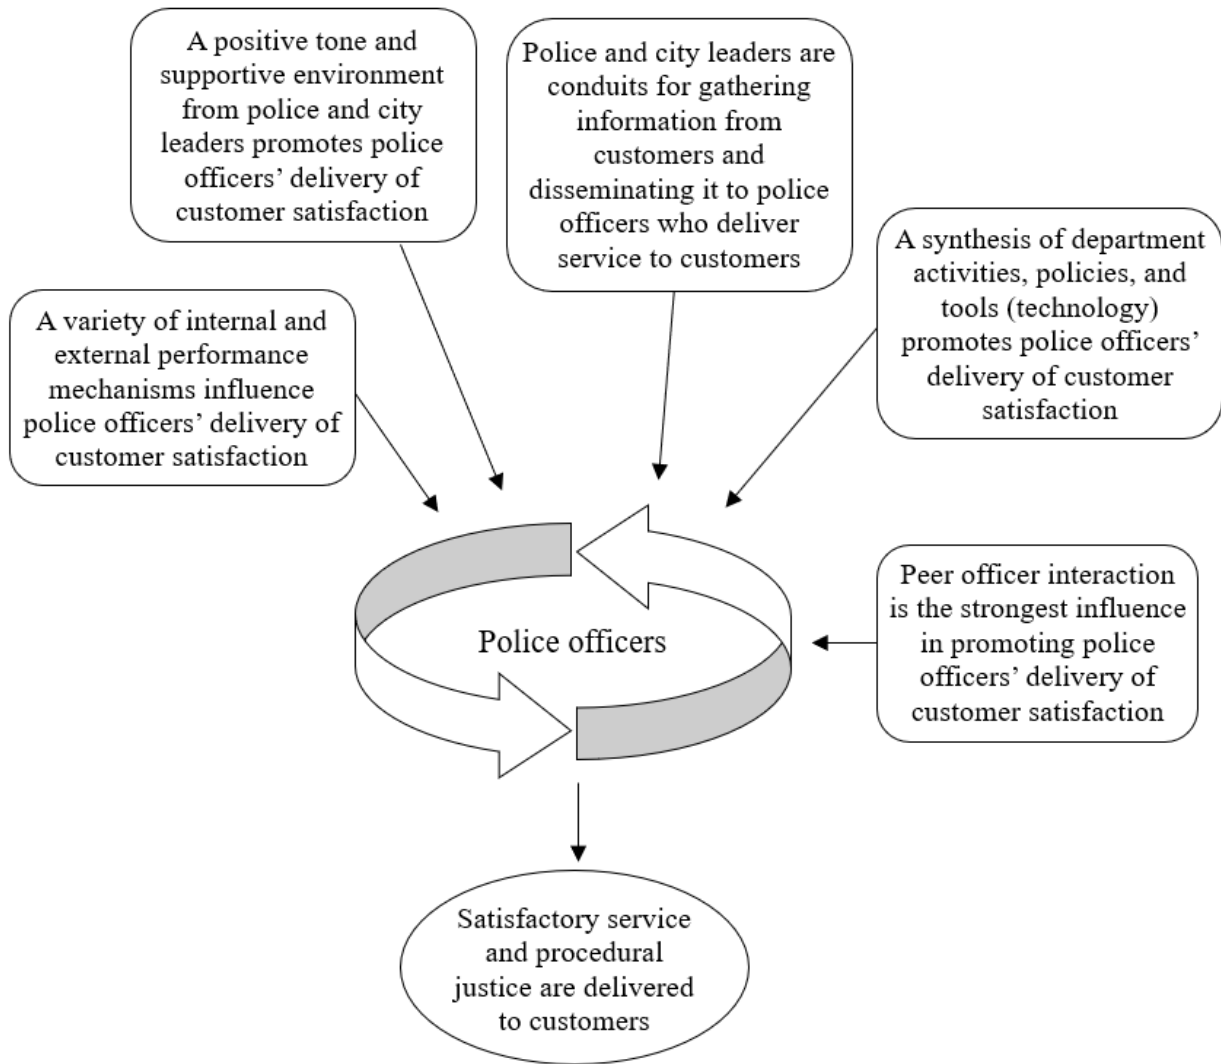 A positive tone and
supportive environment
from police and city
leaders promotes police
officers’ delivery of
customer satisfaction
Police and city leaders are
conduits for gathering
information from
customers and
disseminating it to police
officers who deliver
service to customers
A synthesis of department
activities, policies, and
tools (technology)
promotes police officers’
delivery of customer
satisfaction
A variety of internal and
external performance
mechanisms influence
police officers’ delivery of
customer satisfaction
Police officers
Peer officer interaction
is the strongest influence
in promoting police
officers’ delivery of
customer satisfaction
Satisfactory service
and procedural
justice are delivered
to customers